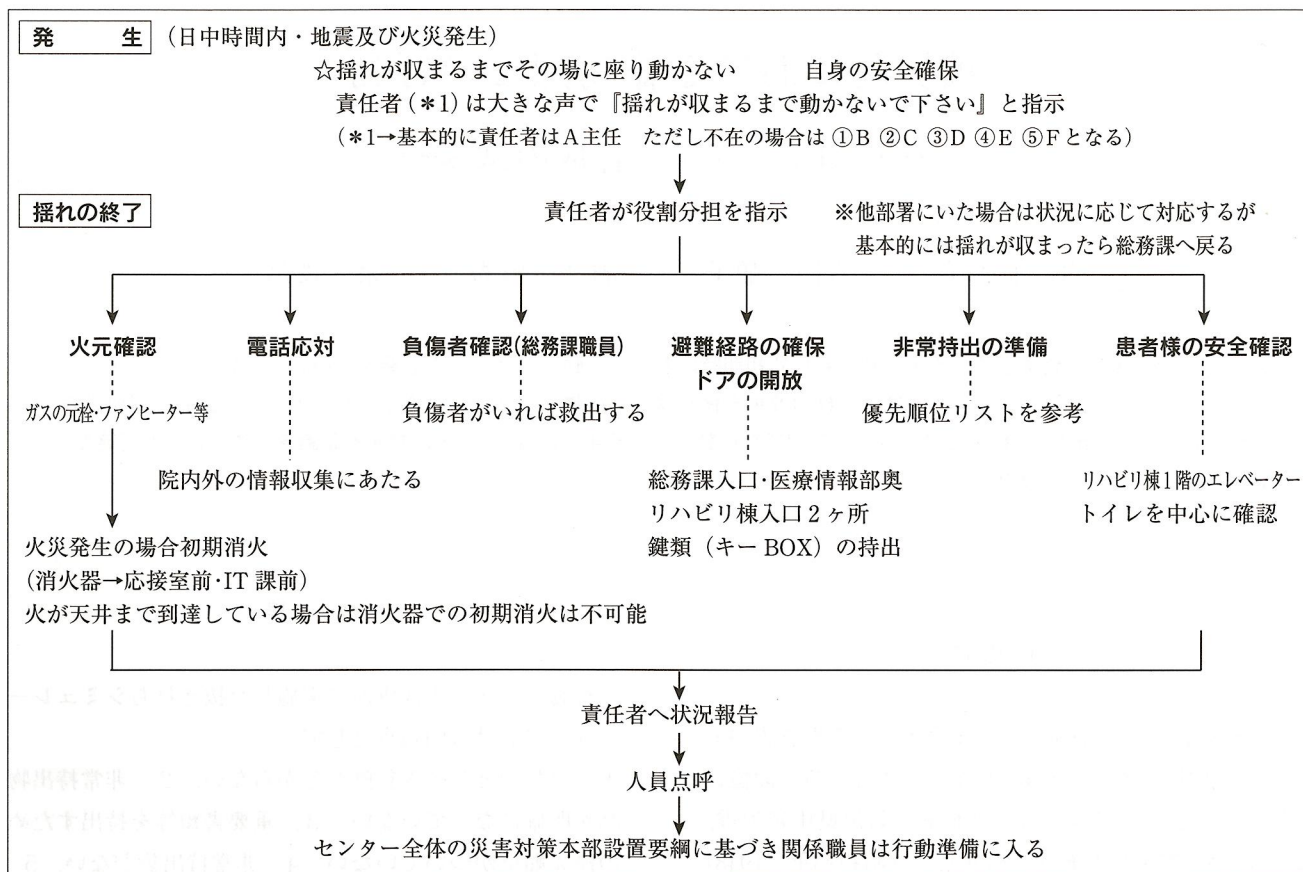 発　　生 (日中時間内・地震及び火災発生)
☆揺れが収まるまでその場に座り動かない　　自身の安全確保
責任者(*1)は大きな声で『揺れが収まるまで動かないで下さい』と指示
(*1→基本的に責任者はA主任　ただし不在の場合は ①B ②C ③D ④E ⑤Fとなる)
揺れの終了
責任者が役割分担を指示
※他部署にいた場合は状況に応じて対応するが
基本的には揺れが収まったら総務課へ戻る
火元確認
ガスの元栓・ファンヒーター等
火災発生の場合初期消火
(消火器→応接室前・IT課前)
火が天井まで到達している場合は消火器での初期消火は不可能
電話応対
院内外の情報収集にあたる
負傷者確認(総務課職員)
負傷者がいれば救出する
避難経路の確保
ドアの開放
総務課入口・医療情報部奥
リハビリ棟入口2ヶ所
鍵類(キーBOX)の持出
非常持出の準備
優先順位リストを参考
患者様の安全確認
リハビリ棟1階のエレベーター
トイレを中心に確認
責任者へ状況報告
人員点呼
センター全体の災害対策本部設置要綱に基づき関係職員は行動準備に入る